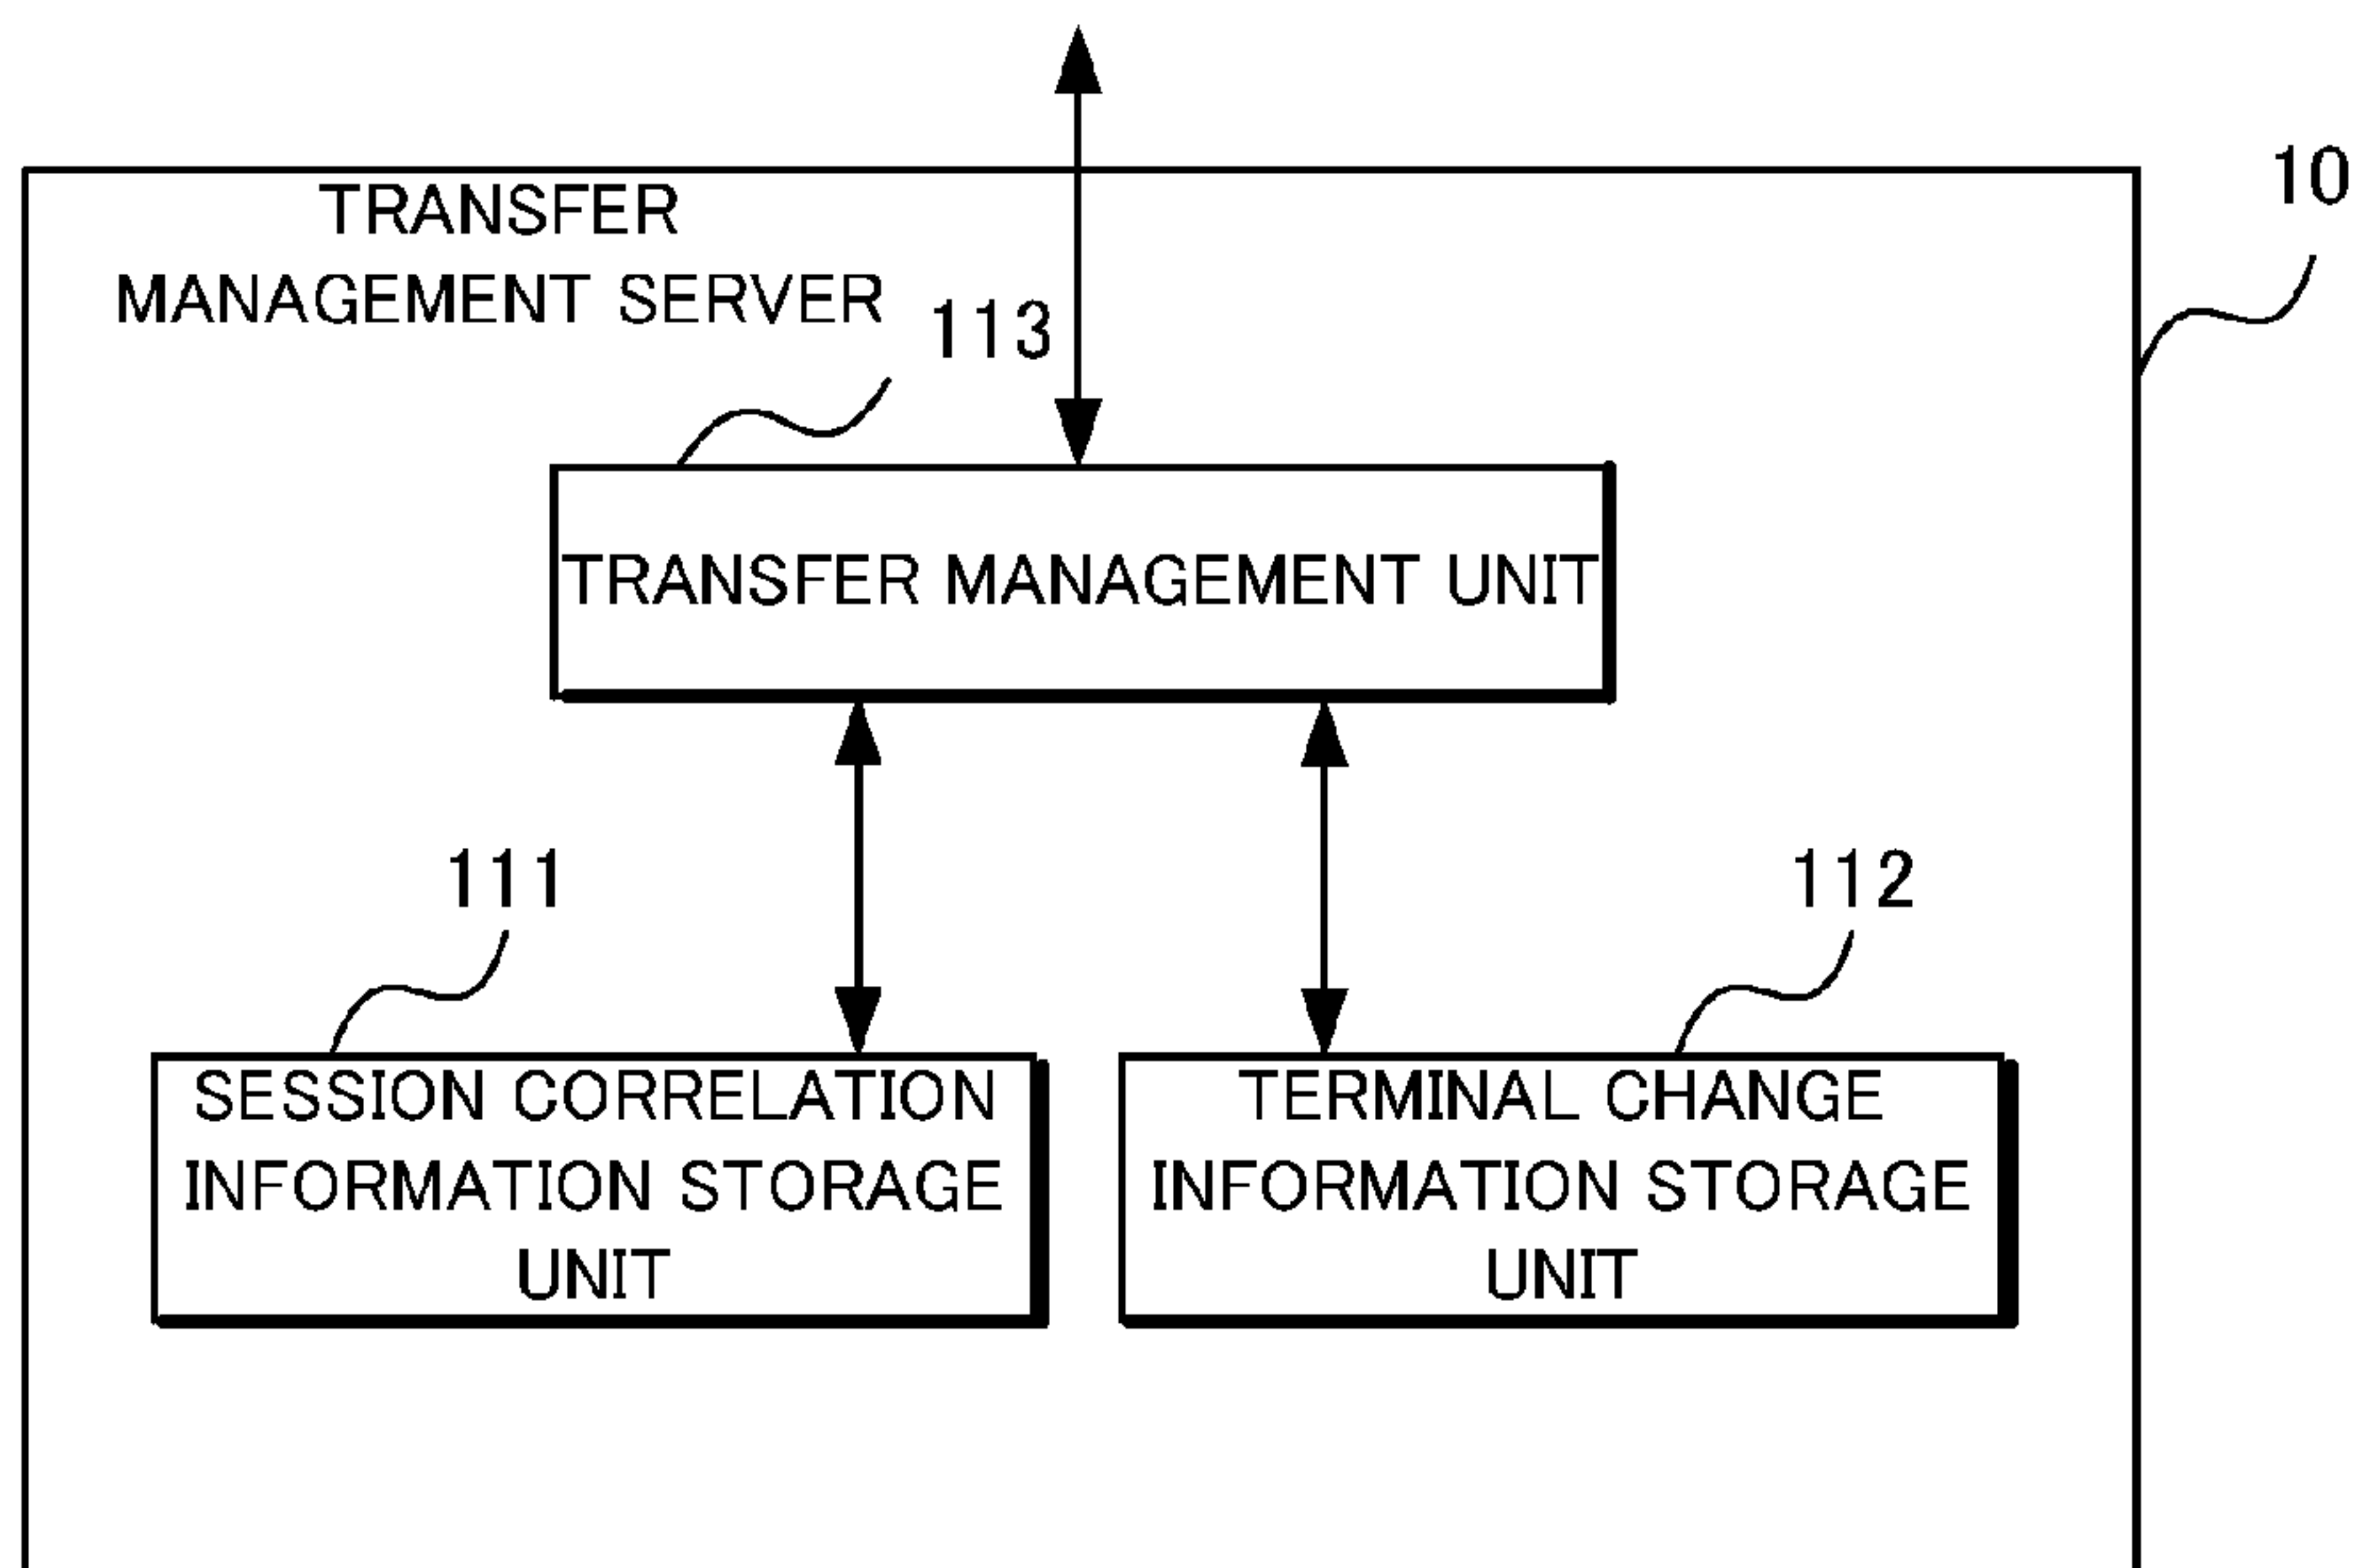 10
TRANSFER
MANAGEMENT SERVER
113
TRANSFER MANAGEMENT UNIT
111
112
SESSION CORRELATION
INFORMATION STORAGE
UNIT
TERMINAL CHANGE
INFORMATION STORAGE
UNIT